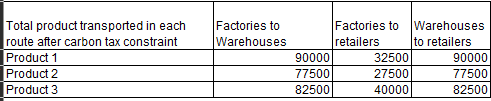 Total product transported in each Factories to Factories to Warehouses
route after carbon tax constraint Warehouses retailers to retailers
Product 1 90000 32500 90000
Product 2 77500 27500 77500
Product 3 82500 40000 82500